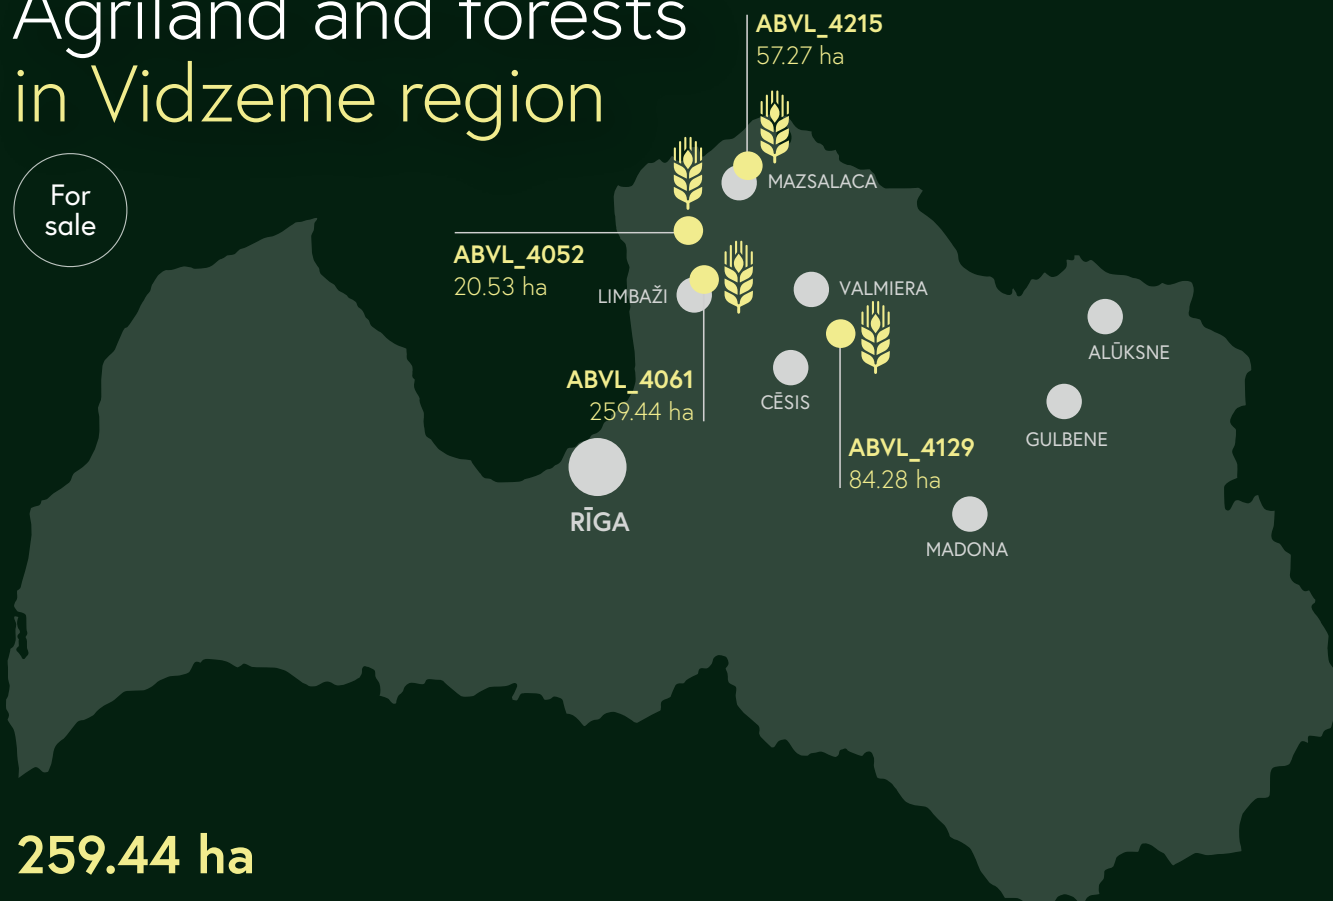 Agriland and forests
in Vidzeme region
For
sale
ABVL_4215
57.27 ha
MAZSALACA
ABVL_4052
20.53 ha
LIMBAŽI
VALMIERA
ALŪKSNE
ABVL_4061
259.44 ha
CĒSIS
GULBENE
ABVL_4129
84.28 ha
RĪGA
MADONA
259.44 ha